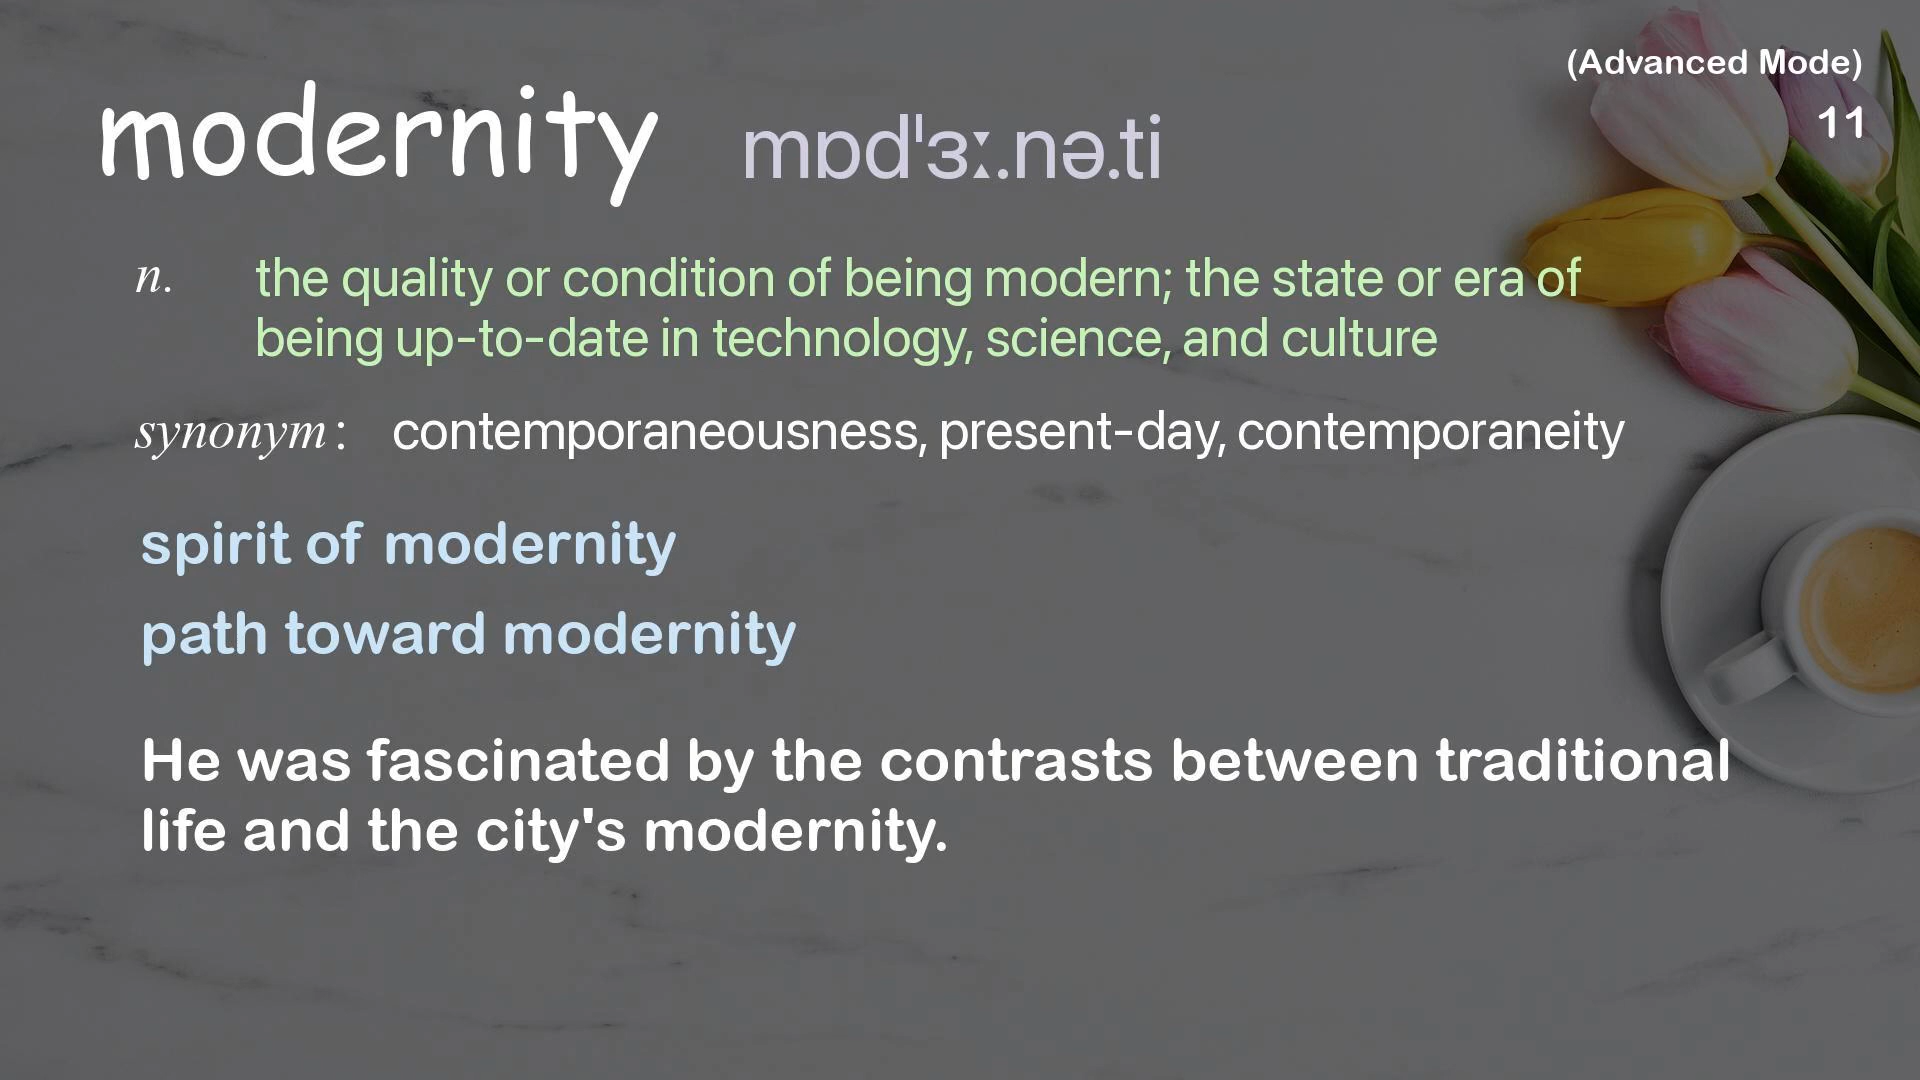 (Advanced Mode)
11
modernity mɒdˈɜː.nə.ti
n. the quality or condition of being modern; the state or era of
being up-to-date in technology, science, and culture
synonym: contemporaneousness, present-day, contemporaneity
spirit of modernity
path toward modernity
He was fascinated by the contrasts between traditional
life and the city's modernity.